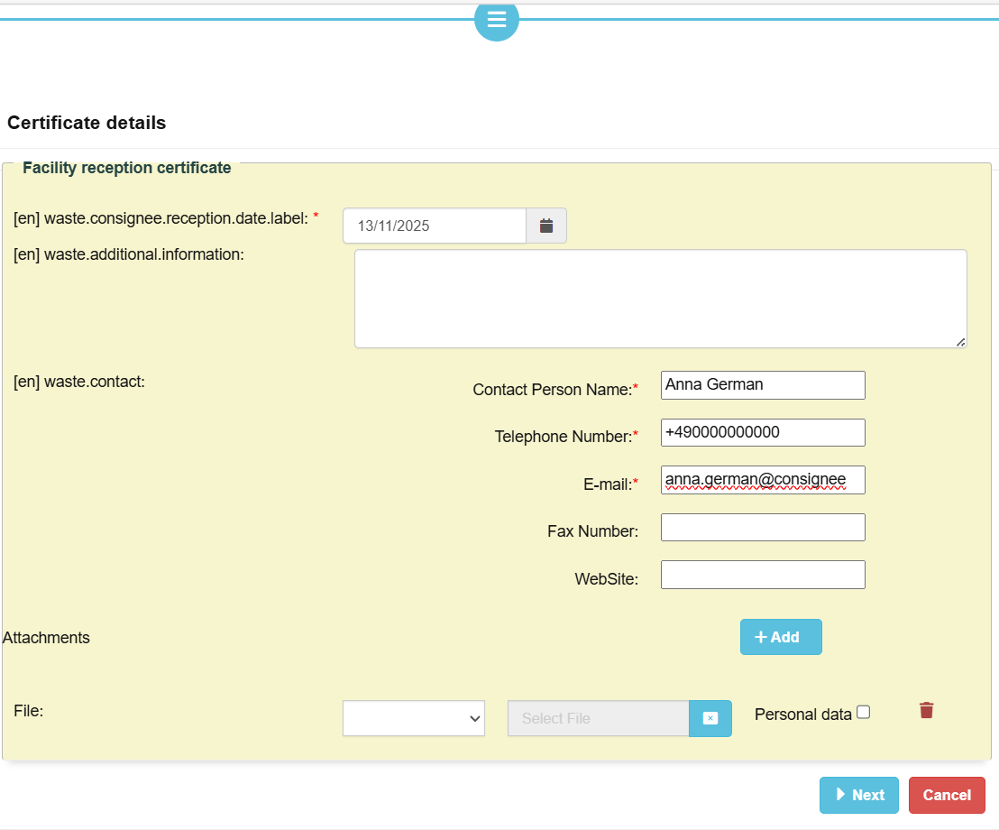 Certificate details
Facility reception certificate
[en] waste.consignee.reception.date.label: *
13/11/2025
[en] waste.additional.information:
[en] waste.contact:
Contact Person Name:*
Anna German
Telephone Number:*
+490000000000
E-mail:*
anna.german@consignee
Fax Number:
WebSite:
Attachments
+ Add
File:
Select File
Personal data
Next
Cancel